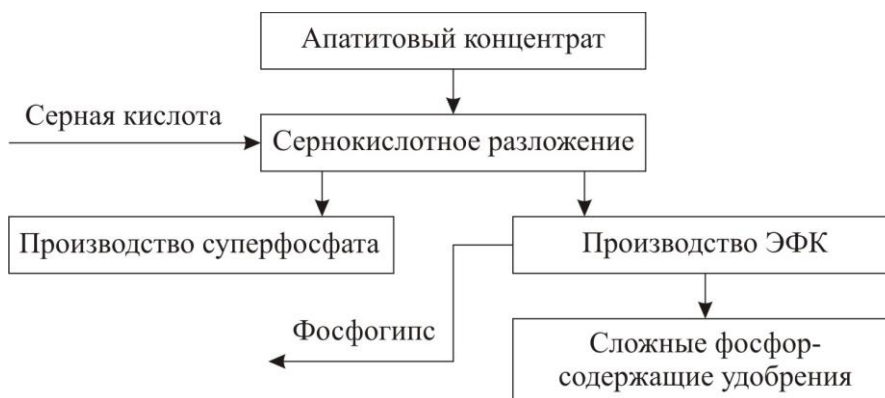 Апатитовый концентрат
Серная кислота
Сернокислотное разложение
Производство суперфосфата
Производство ЭФК
Фосфогипс
Сложные фосфор-
содержащие удобрения